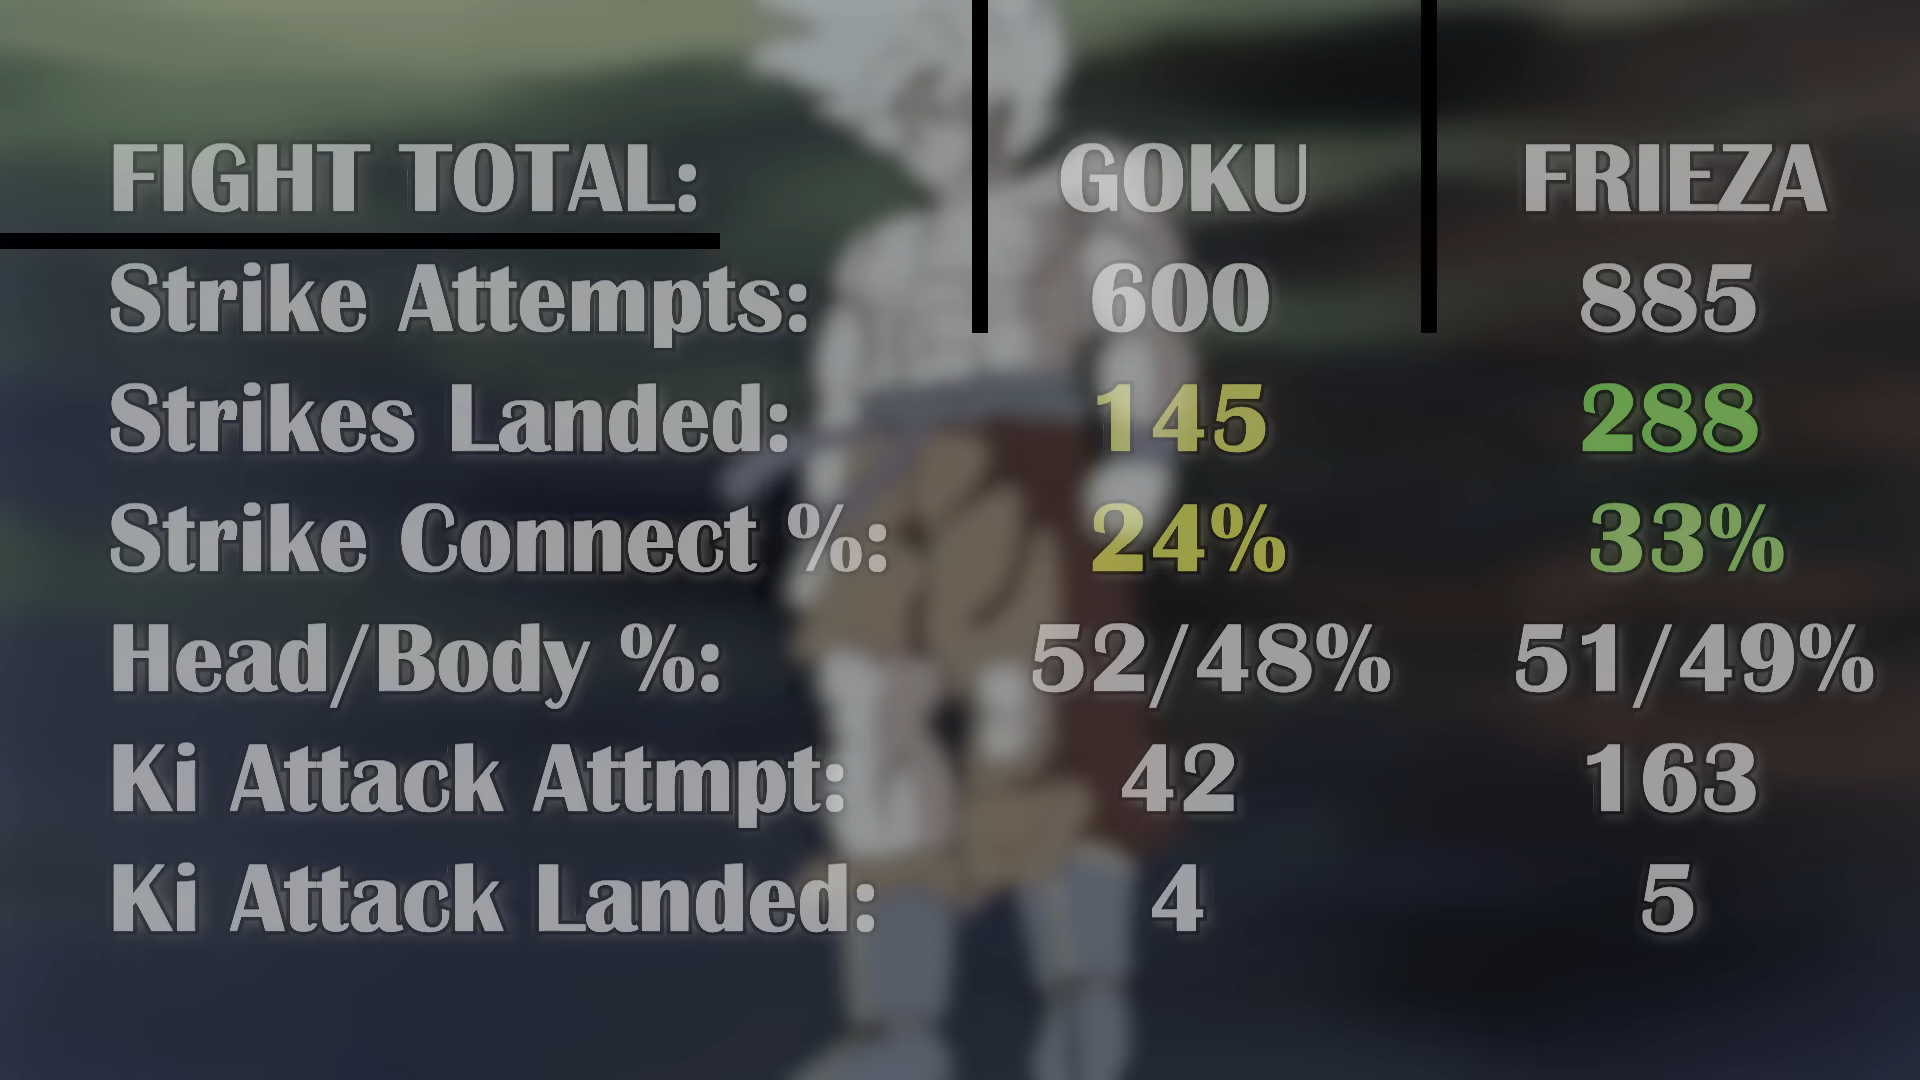 FIGHT TOTAL: GOKU FRIEZA
Strike Attempts: 600 885
Strikes Landed: 145 288
Strike Connect %: 24% 33%
Head/Body %: 52/48% 51/49%
Ki Attack Attmpt: 42 163
Ki Attack Landed: 4 5